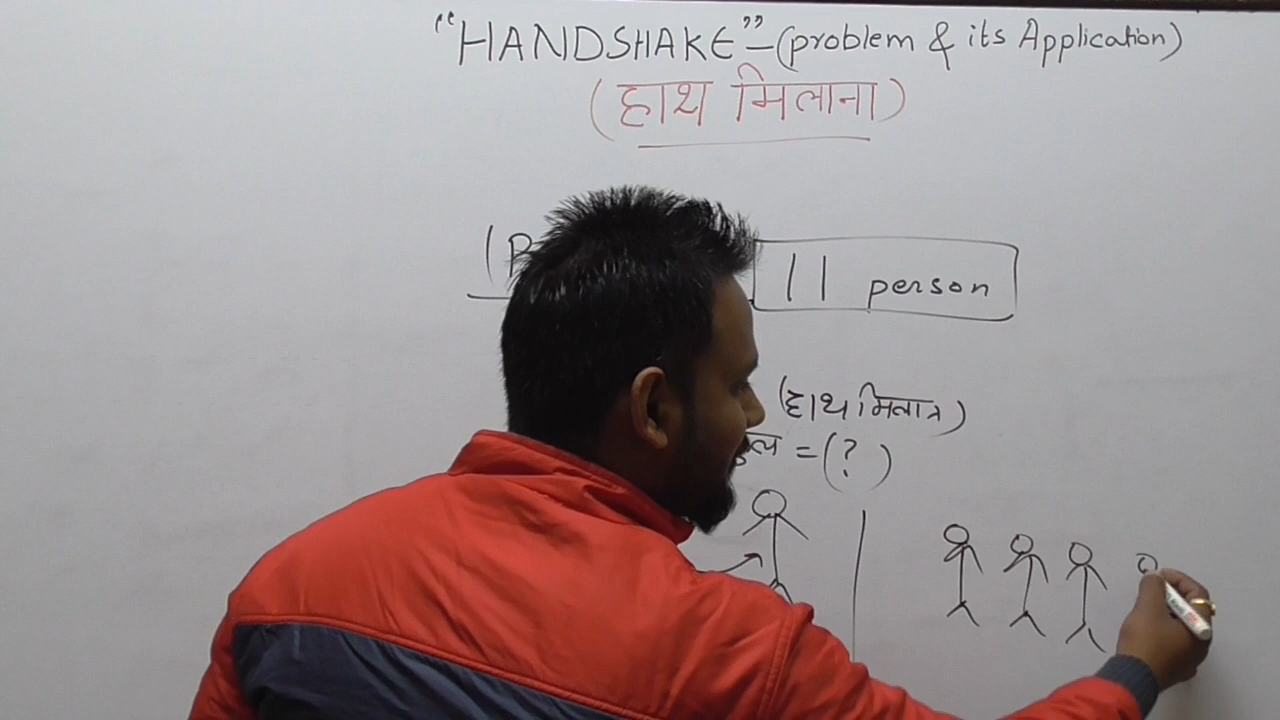 "HANDSHAKE" – (problem & its Application)
(हाथ मिलाना)
11 person
(हाथ मिलाना)
= (?)